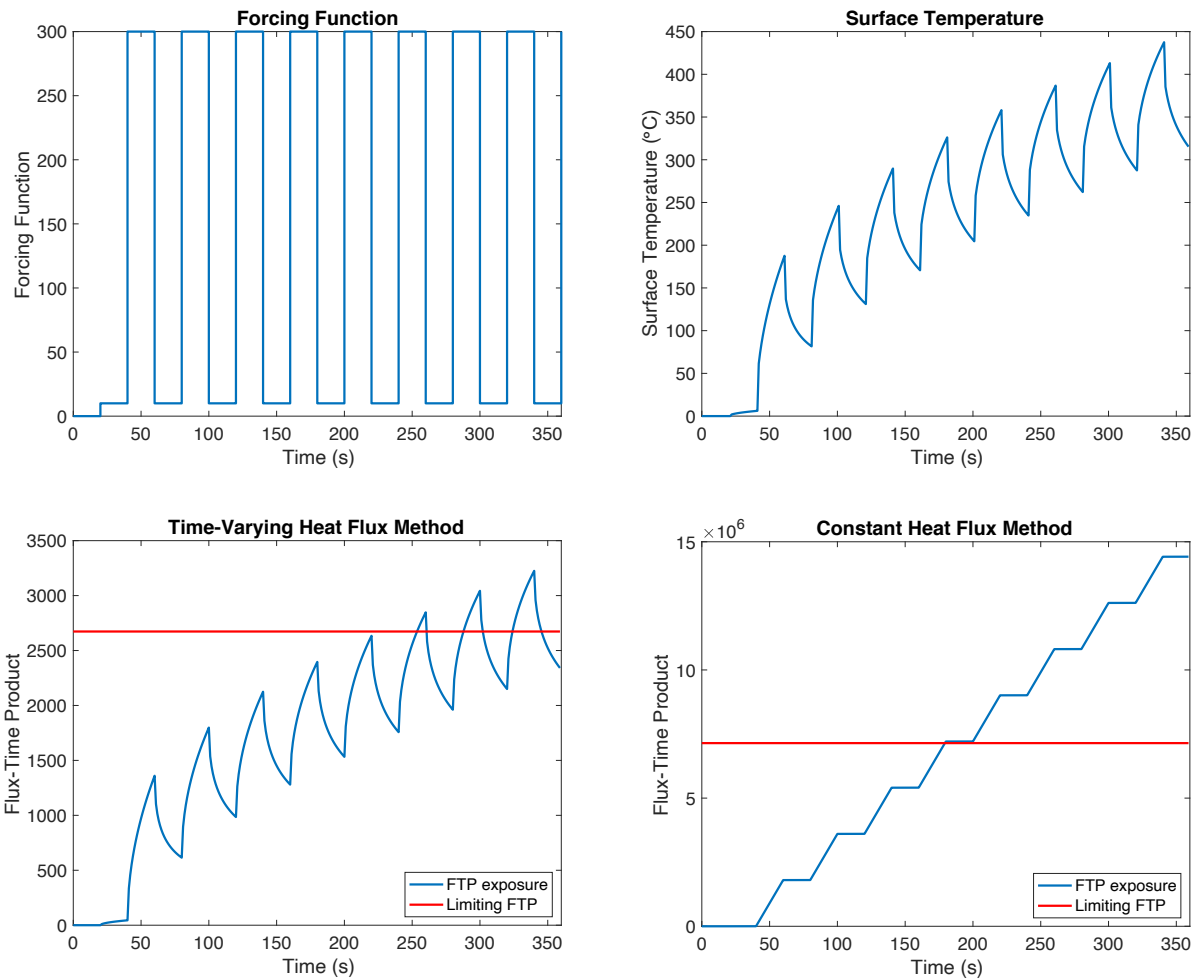 Forcing Function
300
250
200
150
100
50
0
Forcing Function
0 50 100 150 200 250 300 350
Time (s)
Surface Temperature
450
400
350
300
250
200
150
100
50
0
Surface Temperature (°C)
0 50 100 150 200 250 300 350
Time (s)
Time-Varying Heat Flux Method
3500
3000
2500
2000
1500
1000
500
0
Flux-Time Product
FTP exposure
Limiting FTP
0 50 100 150 200 250 300 350
Time (s)
Constant Heat Flux Method
×10⁶
15
10
5
0
Flux-Time Product
FTP exposure
Limiting FTP
0 50 100 150 200 250 300 350
Time (s)